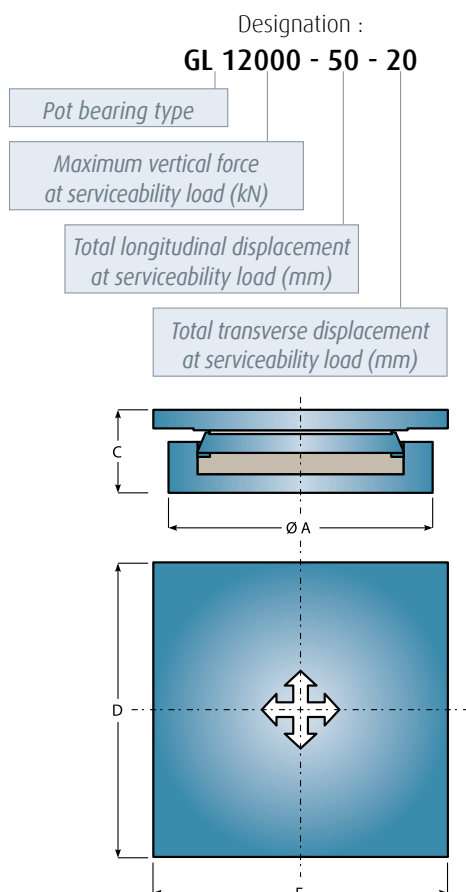 Designation :
GL 12000 - 50 - 20
Pot bearing type
Maximum vertical force
at serviceability load (kN)
Total longitudinal displacement
at serviceability load (mm)
Total transverse displacement
at serviceability load (mm)
C
Ø A
D